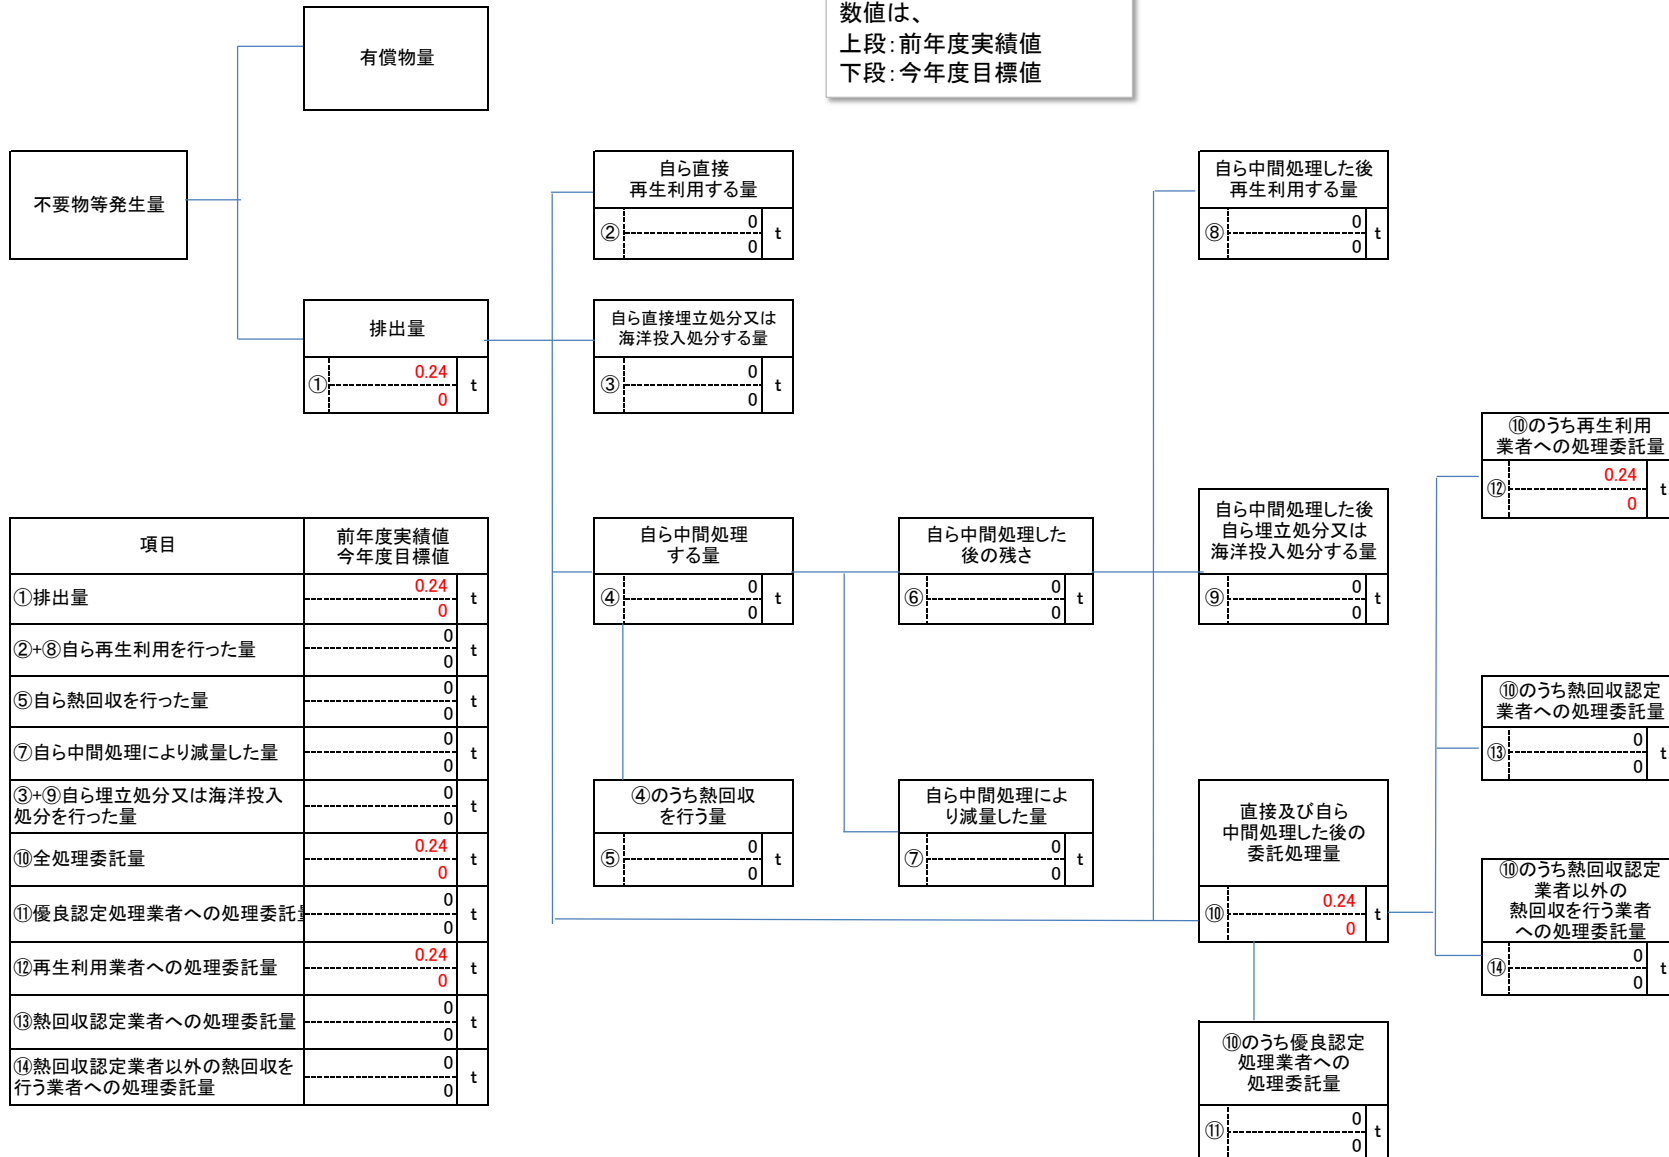 数値は、
上段：前年度実績値
下段：今年度目標値
有償物量
不要物等発生量
排出量
①
0.24
0
t
自ら直接
再生利用する量
②
0
0
t
自ら直接埋立処分又は
海洋投入処分する量
③
0
0
t
自ら中間処理
する量
④
0
0
t
④のうち熱回収
を行う量
⑤
0
0
t
自ら中間処理した
後の残さ
⑥
0
0
t
自ら中間処理によ
り減量した量
⑦
0
0
t
自ら中間処理した後
再生利用する量
⑧
0
0
t
自ら中間処理した後
自ら埋立処分又は
海洋投入処分する量
⑨
0
0
t
直接及び自ら
中間処理した後の
委託処理量
⑩
0.24
0
t
⑩のうち優良認定
処理業者への
処理委託量
⑪
0
0
t
⑩のうち再生利用
業者への処理委託量
⑫
0.24
0
t
⑩のうち熱回収認定
業者への処理委託量
⑬
0
0
t
⑩のうち熱回収認定
業者以外の
熱回収を行う業者
への処理委託量
⑭
0
0
t
項目
前年度実績値
今年度目標値
①排出量
0.24
0
t
②+⑧自ら再生利用を行った量
0
0
t
⑤自ら熱回収を行った量
0
0
t
⑦自ら中間処理により減量した量
0
0
t
③+⑨自ら埋立処分又は海洋投入
処分を行った量
0
0
t
⑩全処理委託量
0.24
0
t
⑪優良認定処理業者への処理委託
0
0
t
⑫再生利用業者への処理委託量
0.24
0
t
⑬熱回収認定業者への処理委託量
0
0
t
⑭熱回収認定業者以外の熱回収を
行う業者への処理委託量
0
0
t